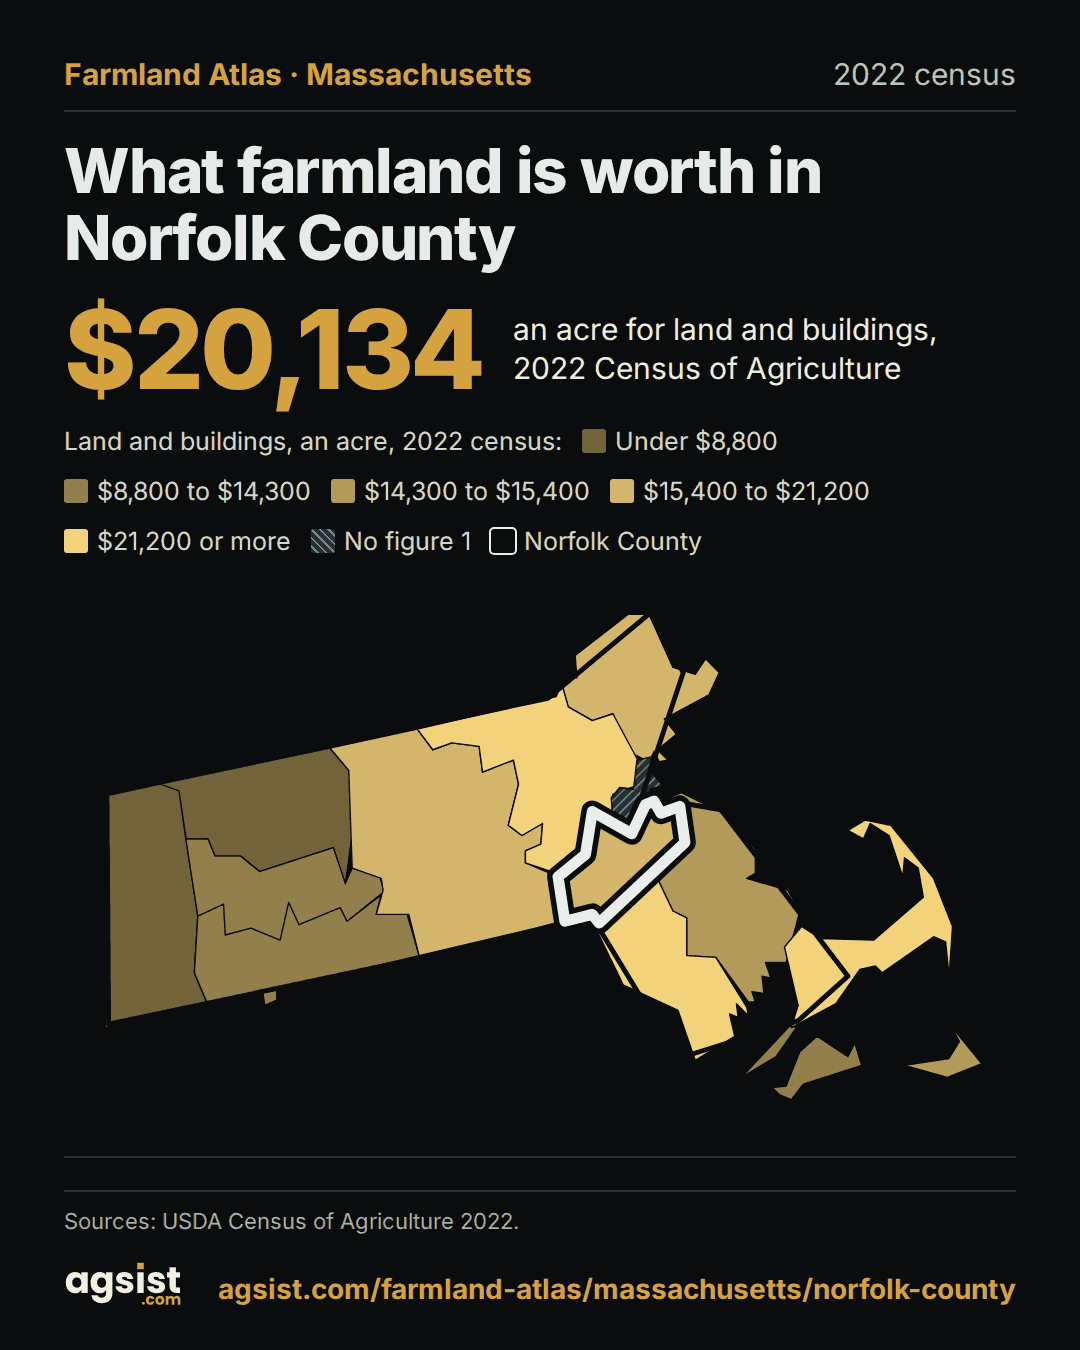 Farmland Atlas · Massachusetts 2022 census
What farmland is worth in
Norfolk County
$20,134 an acre for land and buildings,
2022 Census of Agriculture
Land and buildings, an acre, 2022 census: Under $8,800
$8,800 to $14,300 $14,300 to $15,400 $15,400 to $21,200
$21,200 or more No figure 1 Norfolk County
Sources: USDA Census of Agriculture 2022.
agsist.com agsist.com/farmland-atlas/massachusetts/norfolk-county